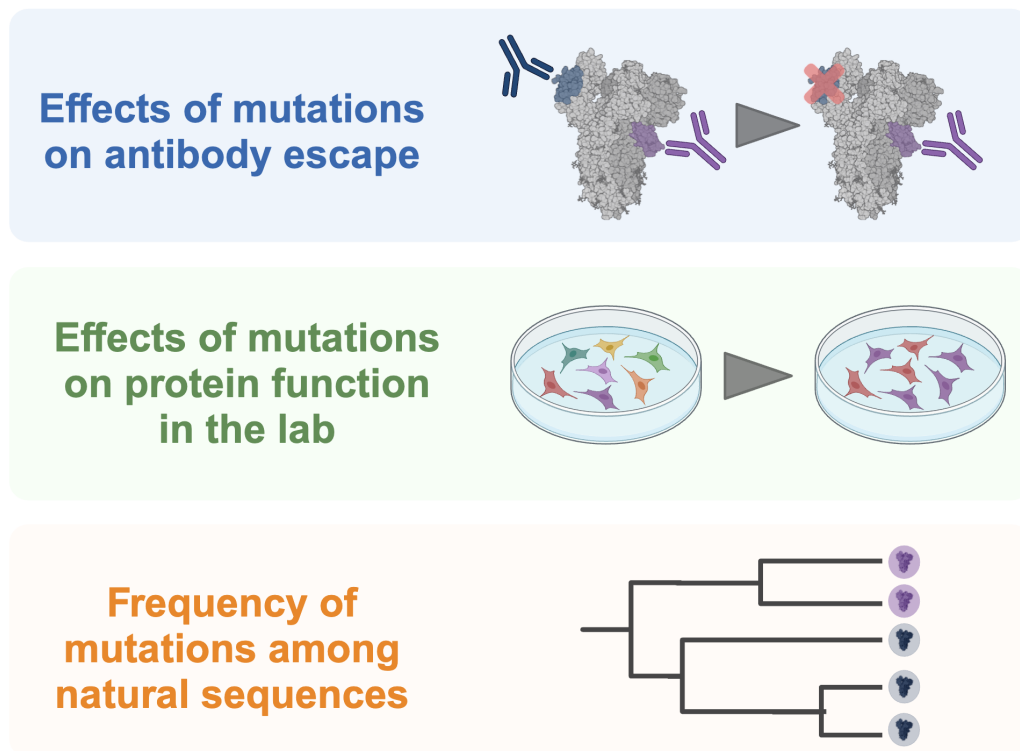 Effects of mutations
on antibody escape
Effects of mutations
on protein function
in the lab
Frequency of
mutations among
natural sequences